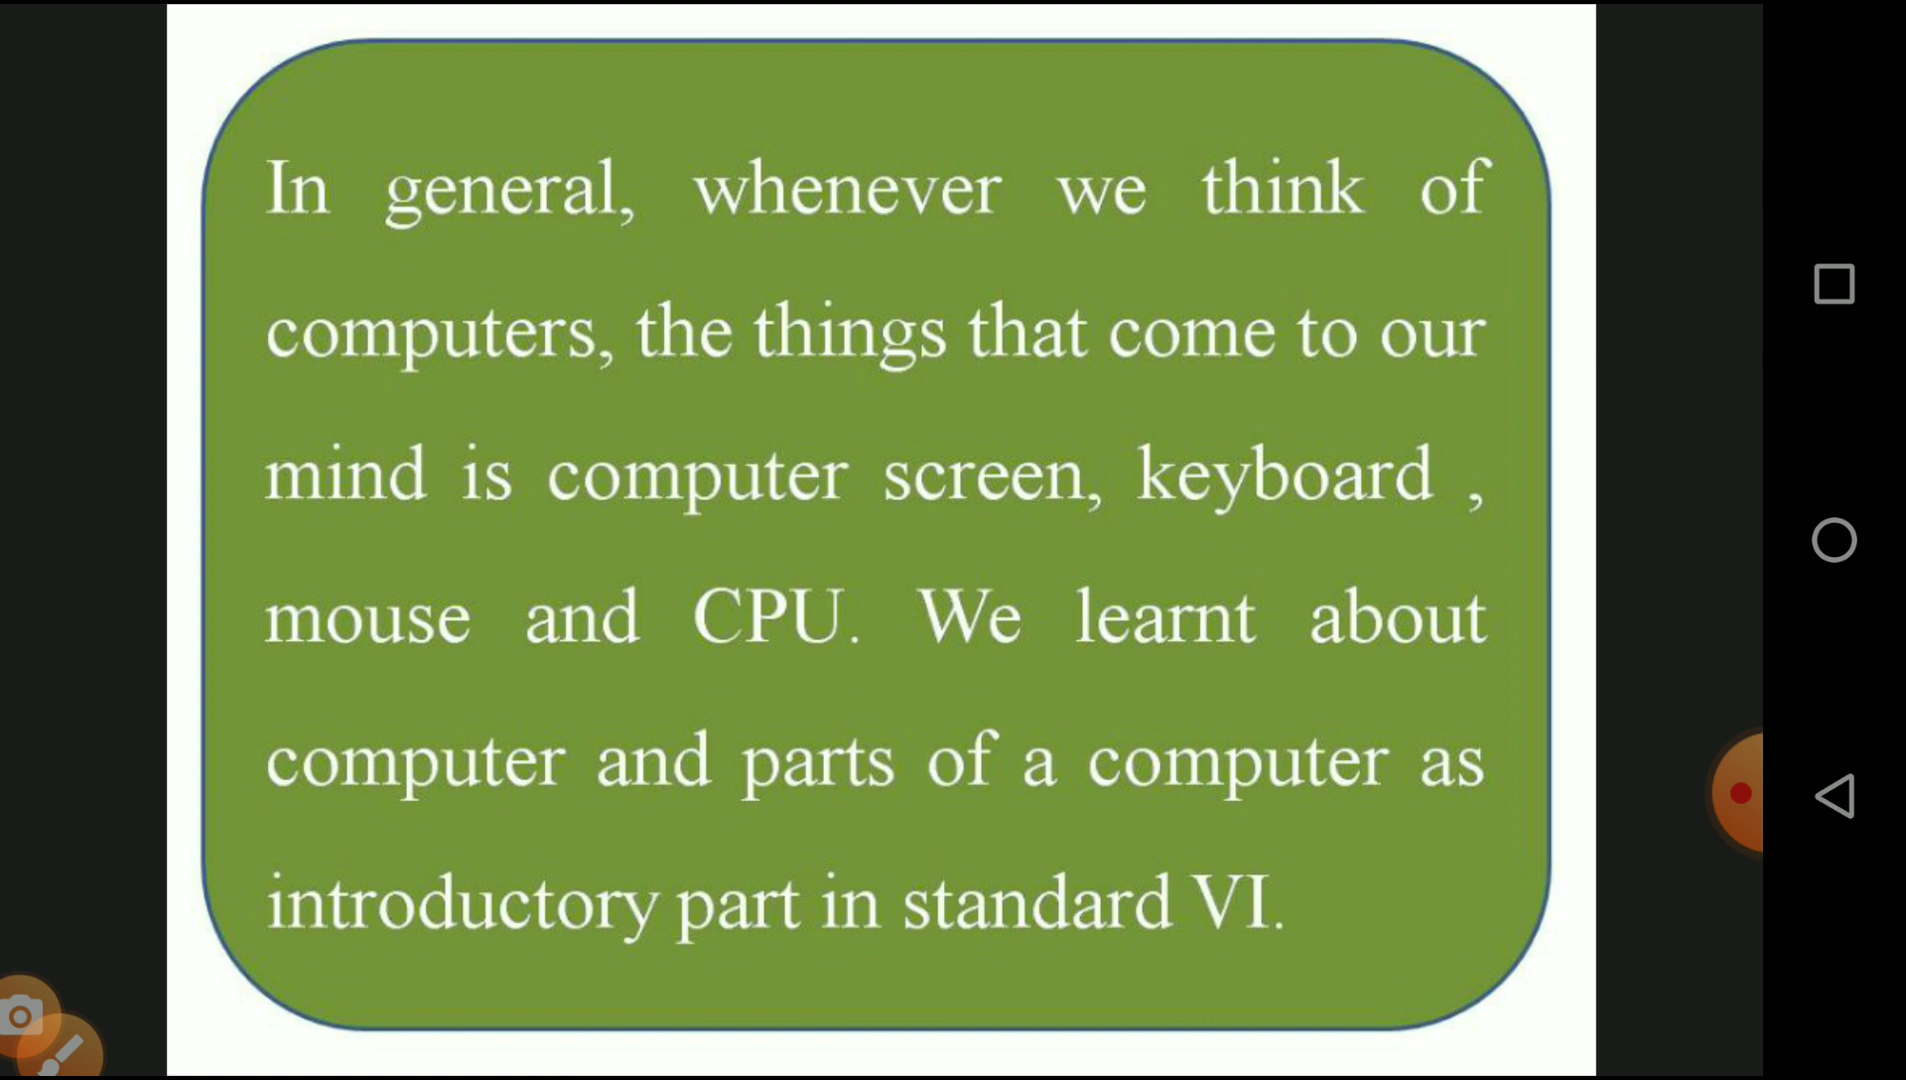 In general, whenever we think of
computers, the things that come to our
mind is computer screen, keyboard ,
mouse and CPU. We learnt about
computer and parts of a computer as
introductory part in standard VI.